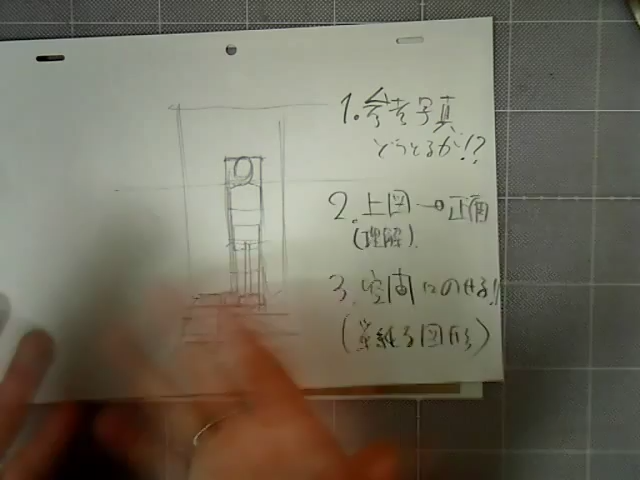 1.参考写真
どうとるか!?
2.上図→正面
(理解).
3.空間にのせる!!
(単純な図形)